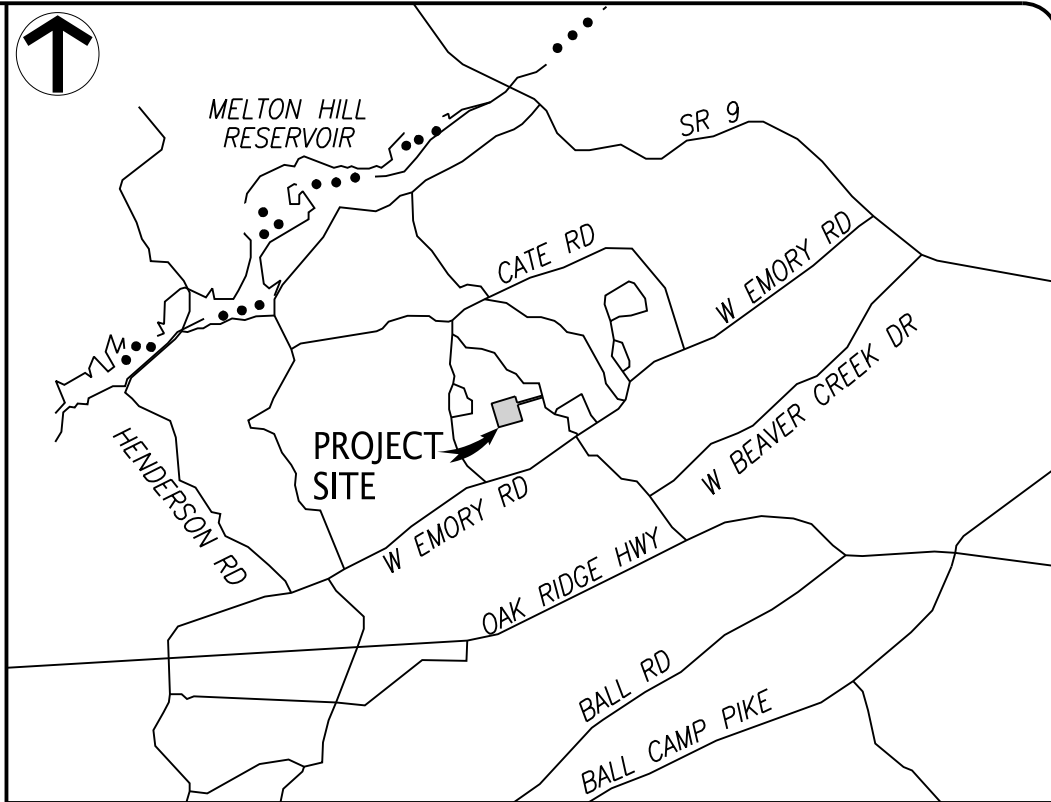 MELTON HILL
RESERVOIR
SR 9
CATE RD
W EMORY RD
W BEAVER CREEK DR
PROJECT
SITE
HENDERSON RD
W EMORY RD
OAK RIDGE HWY
BALL RD
BALL CAMP PIKE